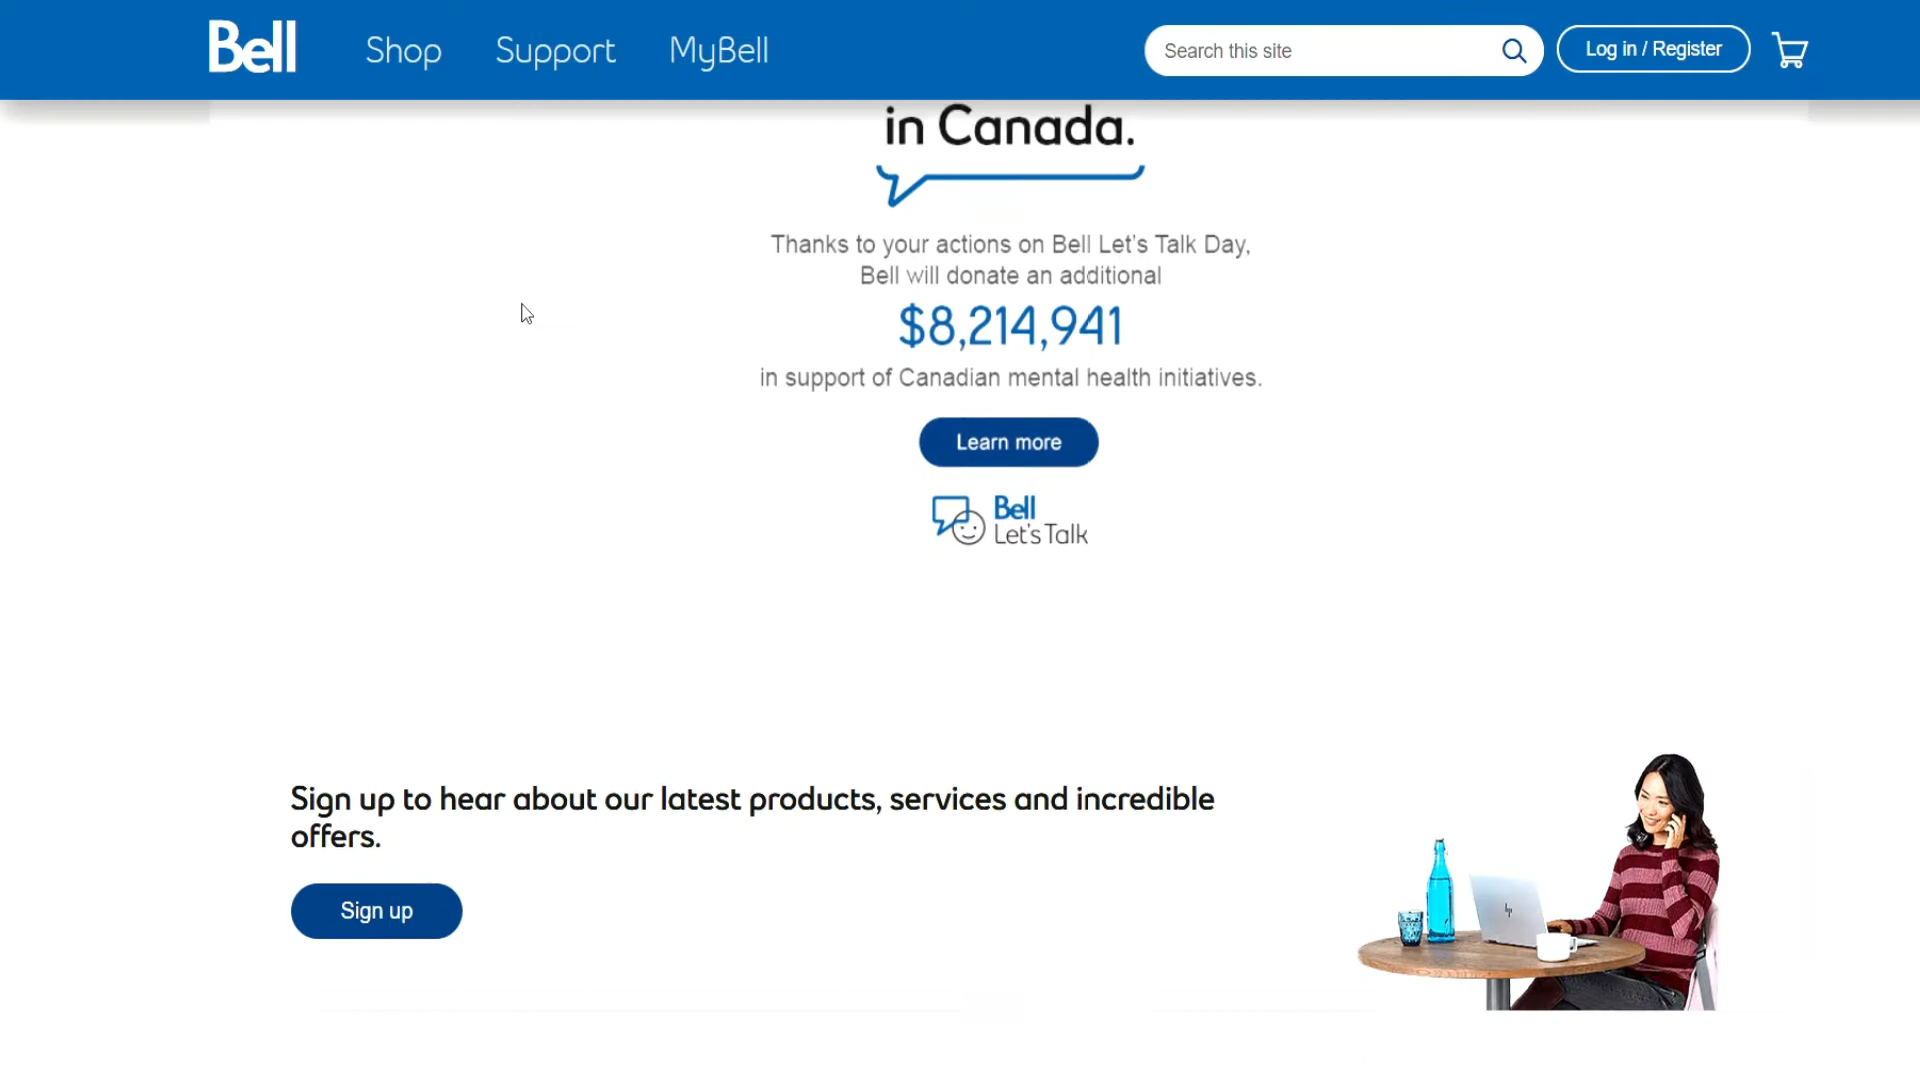 Bell
Shop
Support
MyBell
Search this site
Log in / Register
in Canada.
Thanks to your actions on Bell Let's Talk Day,
Bell will donate an additional
$8,214,941
in support of Canadian mental health initiatives.
Learn more
Bell
Let's Talk
Sign up to hear about our latest products, services and incredible
offers.
Sign up
hp